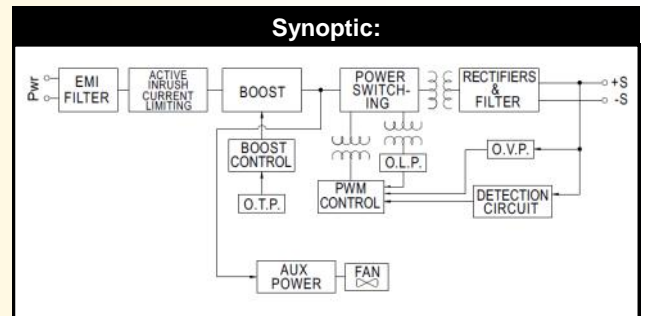 Synoptic:
Pwr
EMI
FILTER
ACTIVE
INRUSH
CURRENT
LIMITING
BOOST
POWER
SWITCH-
ING
RECTIFIERS
&
FILTER
+S
-S
BOOST
CONTROL
O.L.P.
O.V.P.
O.T.P.
PWM
CONTROL
DETECTION
CIRCUIT
AUX
POWER
FAN